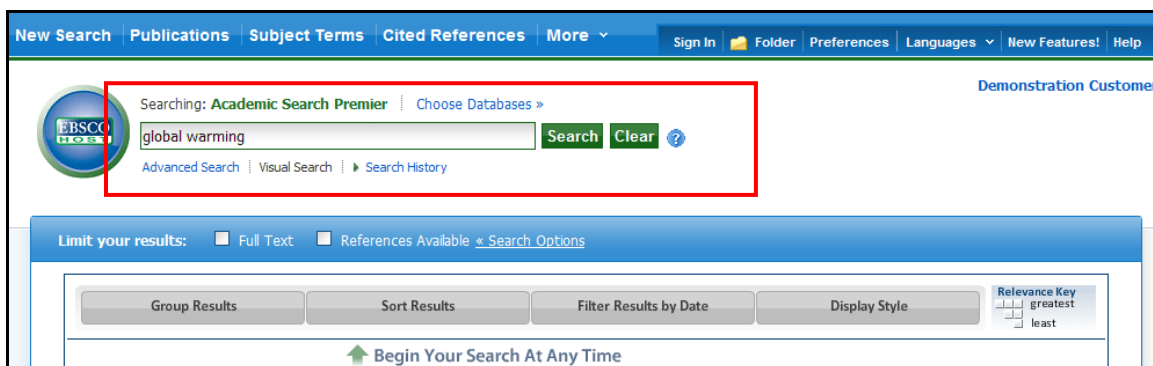 New Search Publications Subject Terms Cited References More
Sign In Folder Preferences Languages New Features! Help
Demonstration Custome
Searching: Academic Search Premier Choose Databases »
EBSCO
HOST
global warming Search Clear ?
Advanced Search Visual Search Search History
Limit your results: Full Text References Available « Search Options
Group Results Sort Results Filter Results by Date Display Style
Relevance Key
greatest
least
Begin Your Search At Any Time